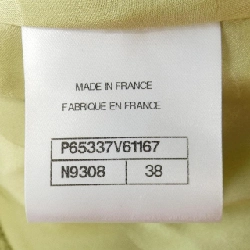 MADE IN FRANCE
FABRIQUE EN FRANCE
P65337V61167
N9308 38